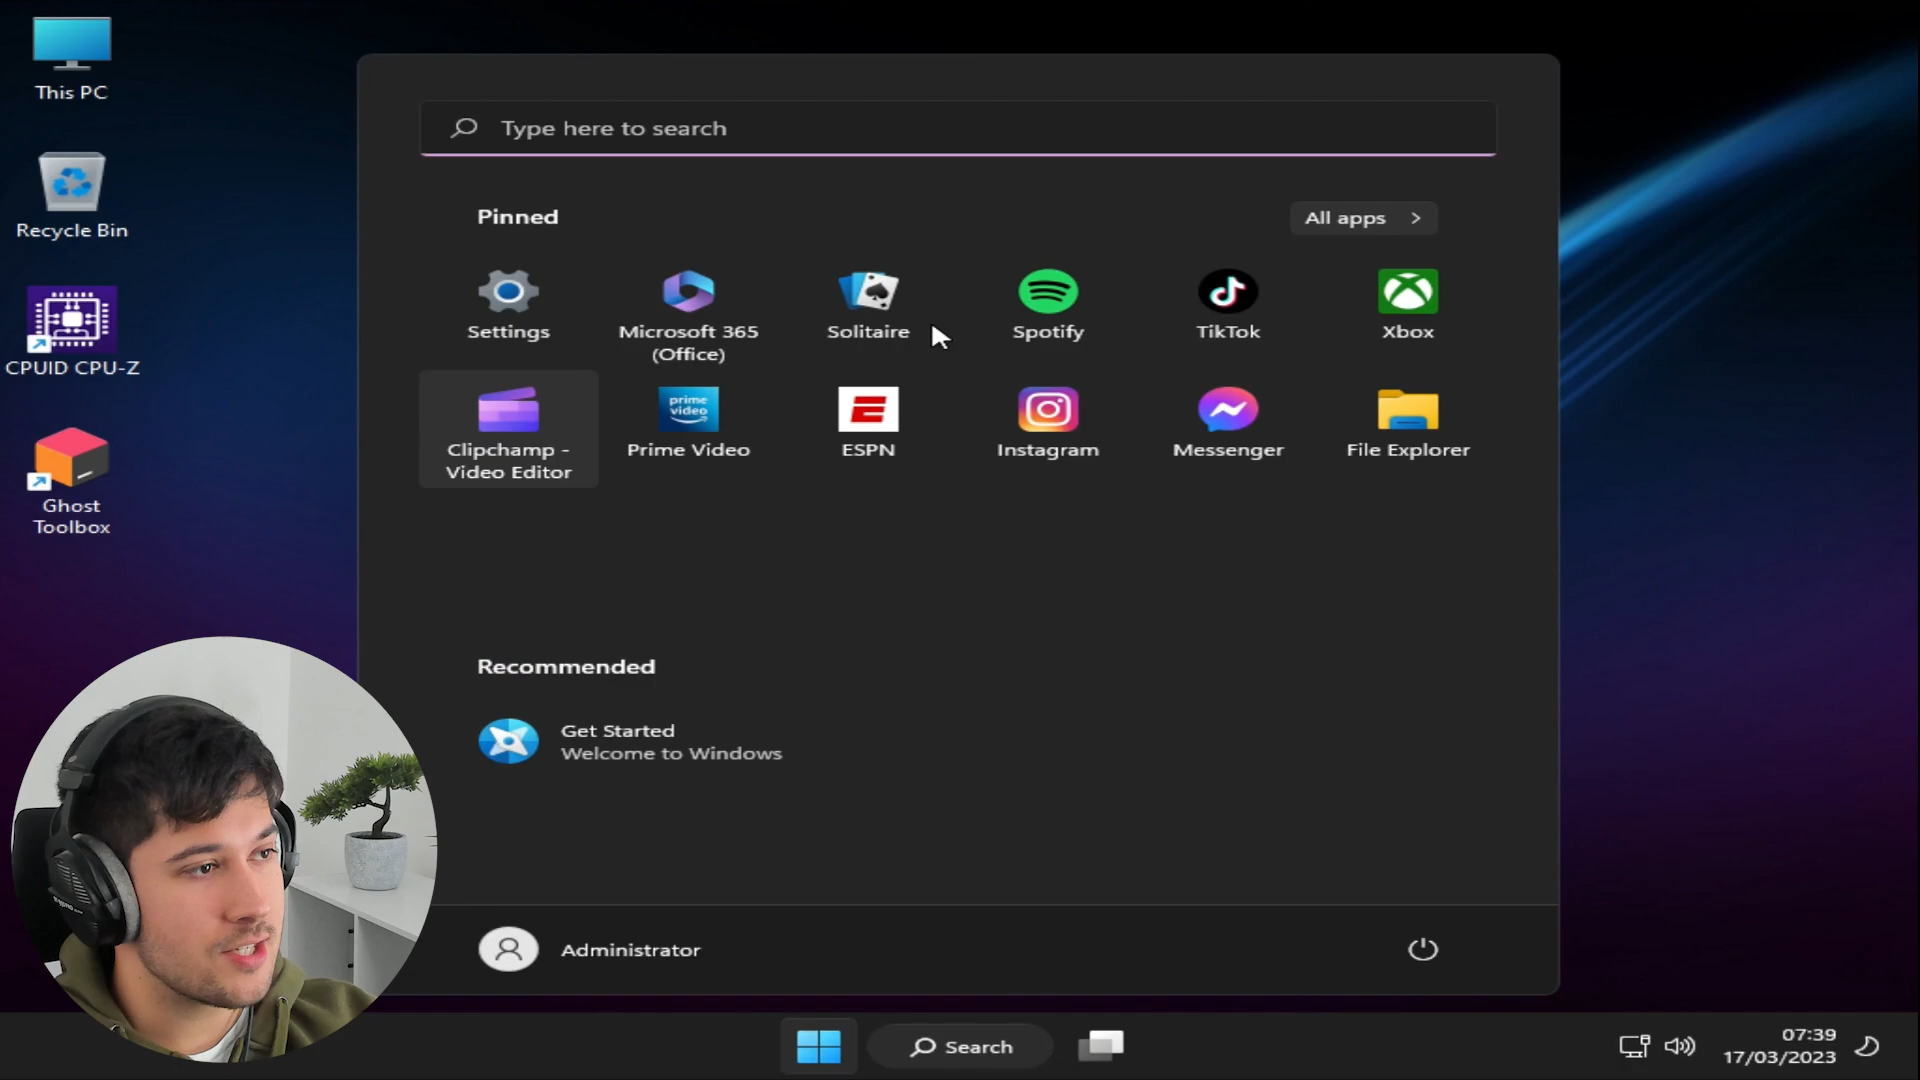 This PC
Recycle Bin
CPUID CPU-Z
Ghost
Toolbox
Type here to search
Pinned
All apps
Settings
Microsoft 365
(Office)
Solitaire
Spotify
TikTok
Xbox
Clipchamp -
Video Editor
prime
video
Prime Video
ESPN
Instagram
Messenger
File Explorer
Recommended
Get Started
Welcome to Windows
Administrator
Search
07:39
17/03/2023